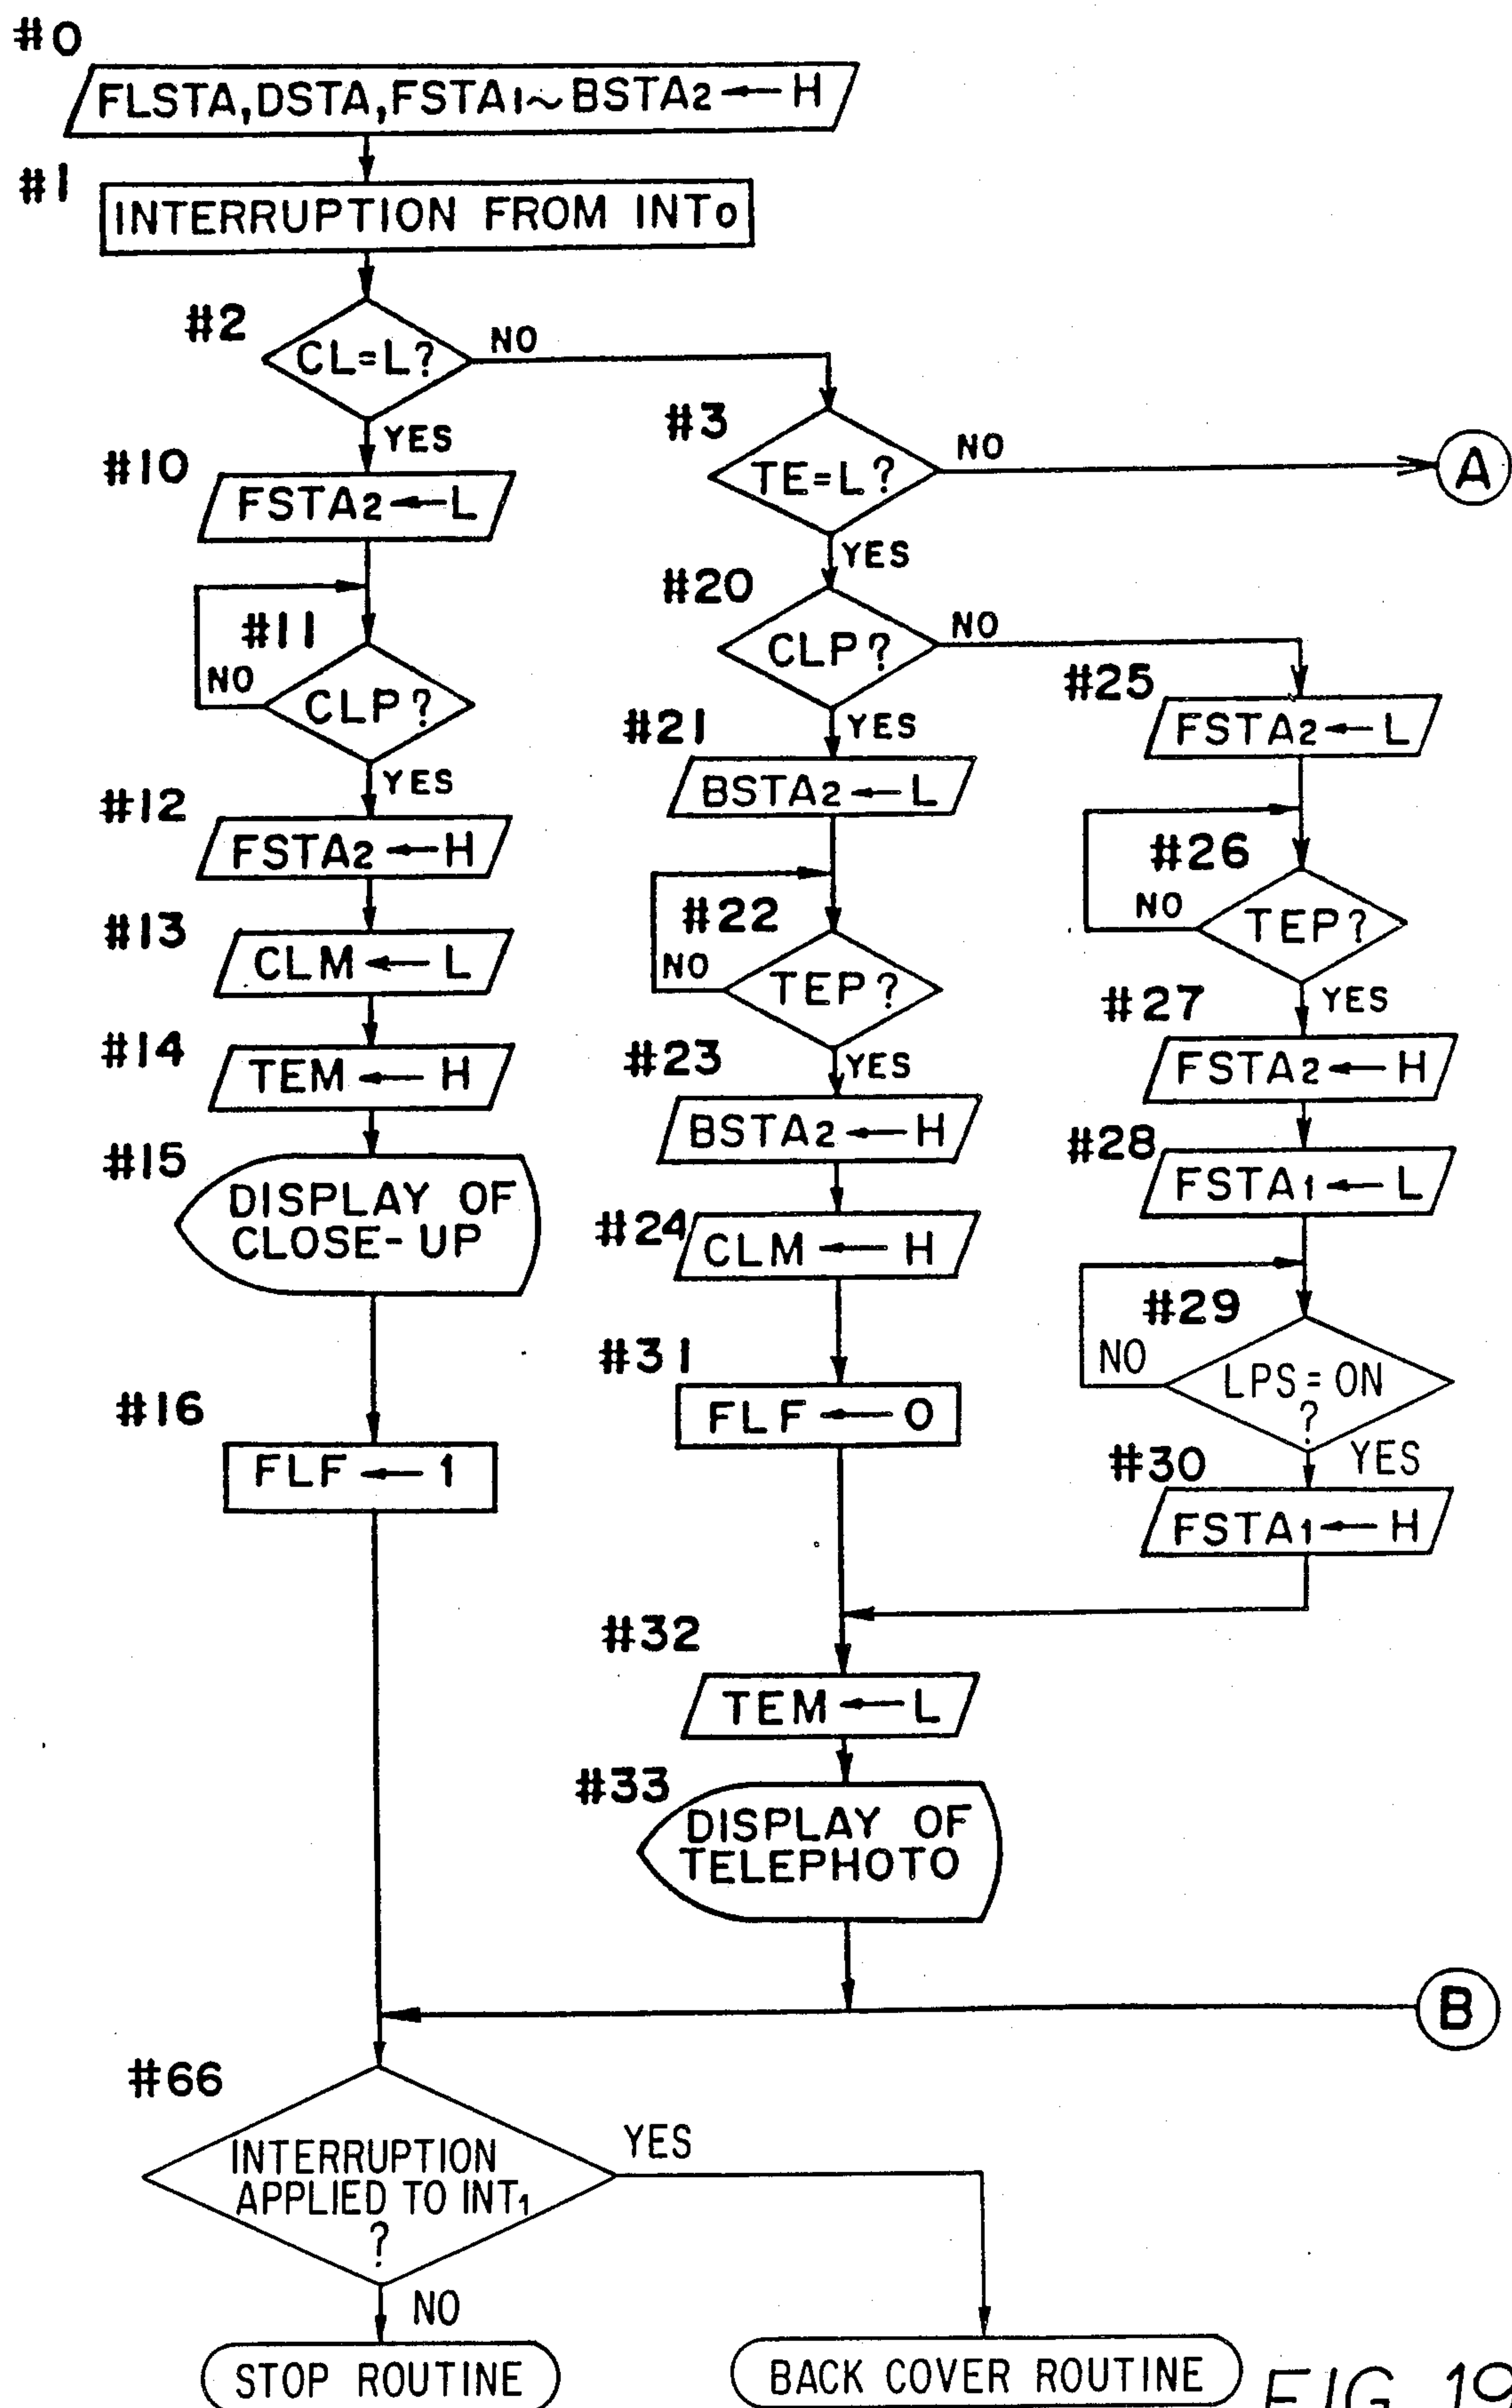 #0
FLSTA,DSTA,FSTA1~BSTA2 ← H
#1
INTERRUPTION FROM INT0
#2
CL=L?
NO
YES
#3
TE=L?
NO
A
YES
#10
FSTA2 ← L
#11
NO
CLP?
YES
#12
FSTA2 ← H
#13
CLM ← L
#14
TEM ← H
#15
DISPLAY OF
CLOSE-UP
#16
FLF ← 1
#20
CLP?
NO
YES
#21
BSTA2 ← L
#22
NO
TEP?
YES
#23
BSTA2 ← H
#24
CLM ← H
#31
FLF ← 0
#25
FSTA2 ← L
#26
NO
TEP?
YES
#27
FSTA2 ← H
#28
FSTA1 ← L
#29
NO
LPS=ON
?
YES
#30
FSTA1 ← H
#32
TEM ← L
#33
DISPLAY OF
TELEPHOTO
B
#66
INTERRUPTION
APPLIED TO INT1
?
YES
NO
STOP ROUTINE
BACK COVER ROUTINE
FIG. 19